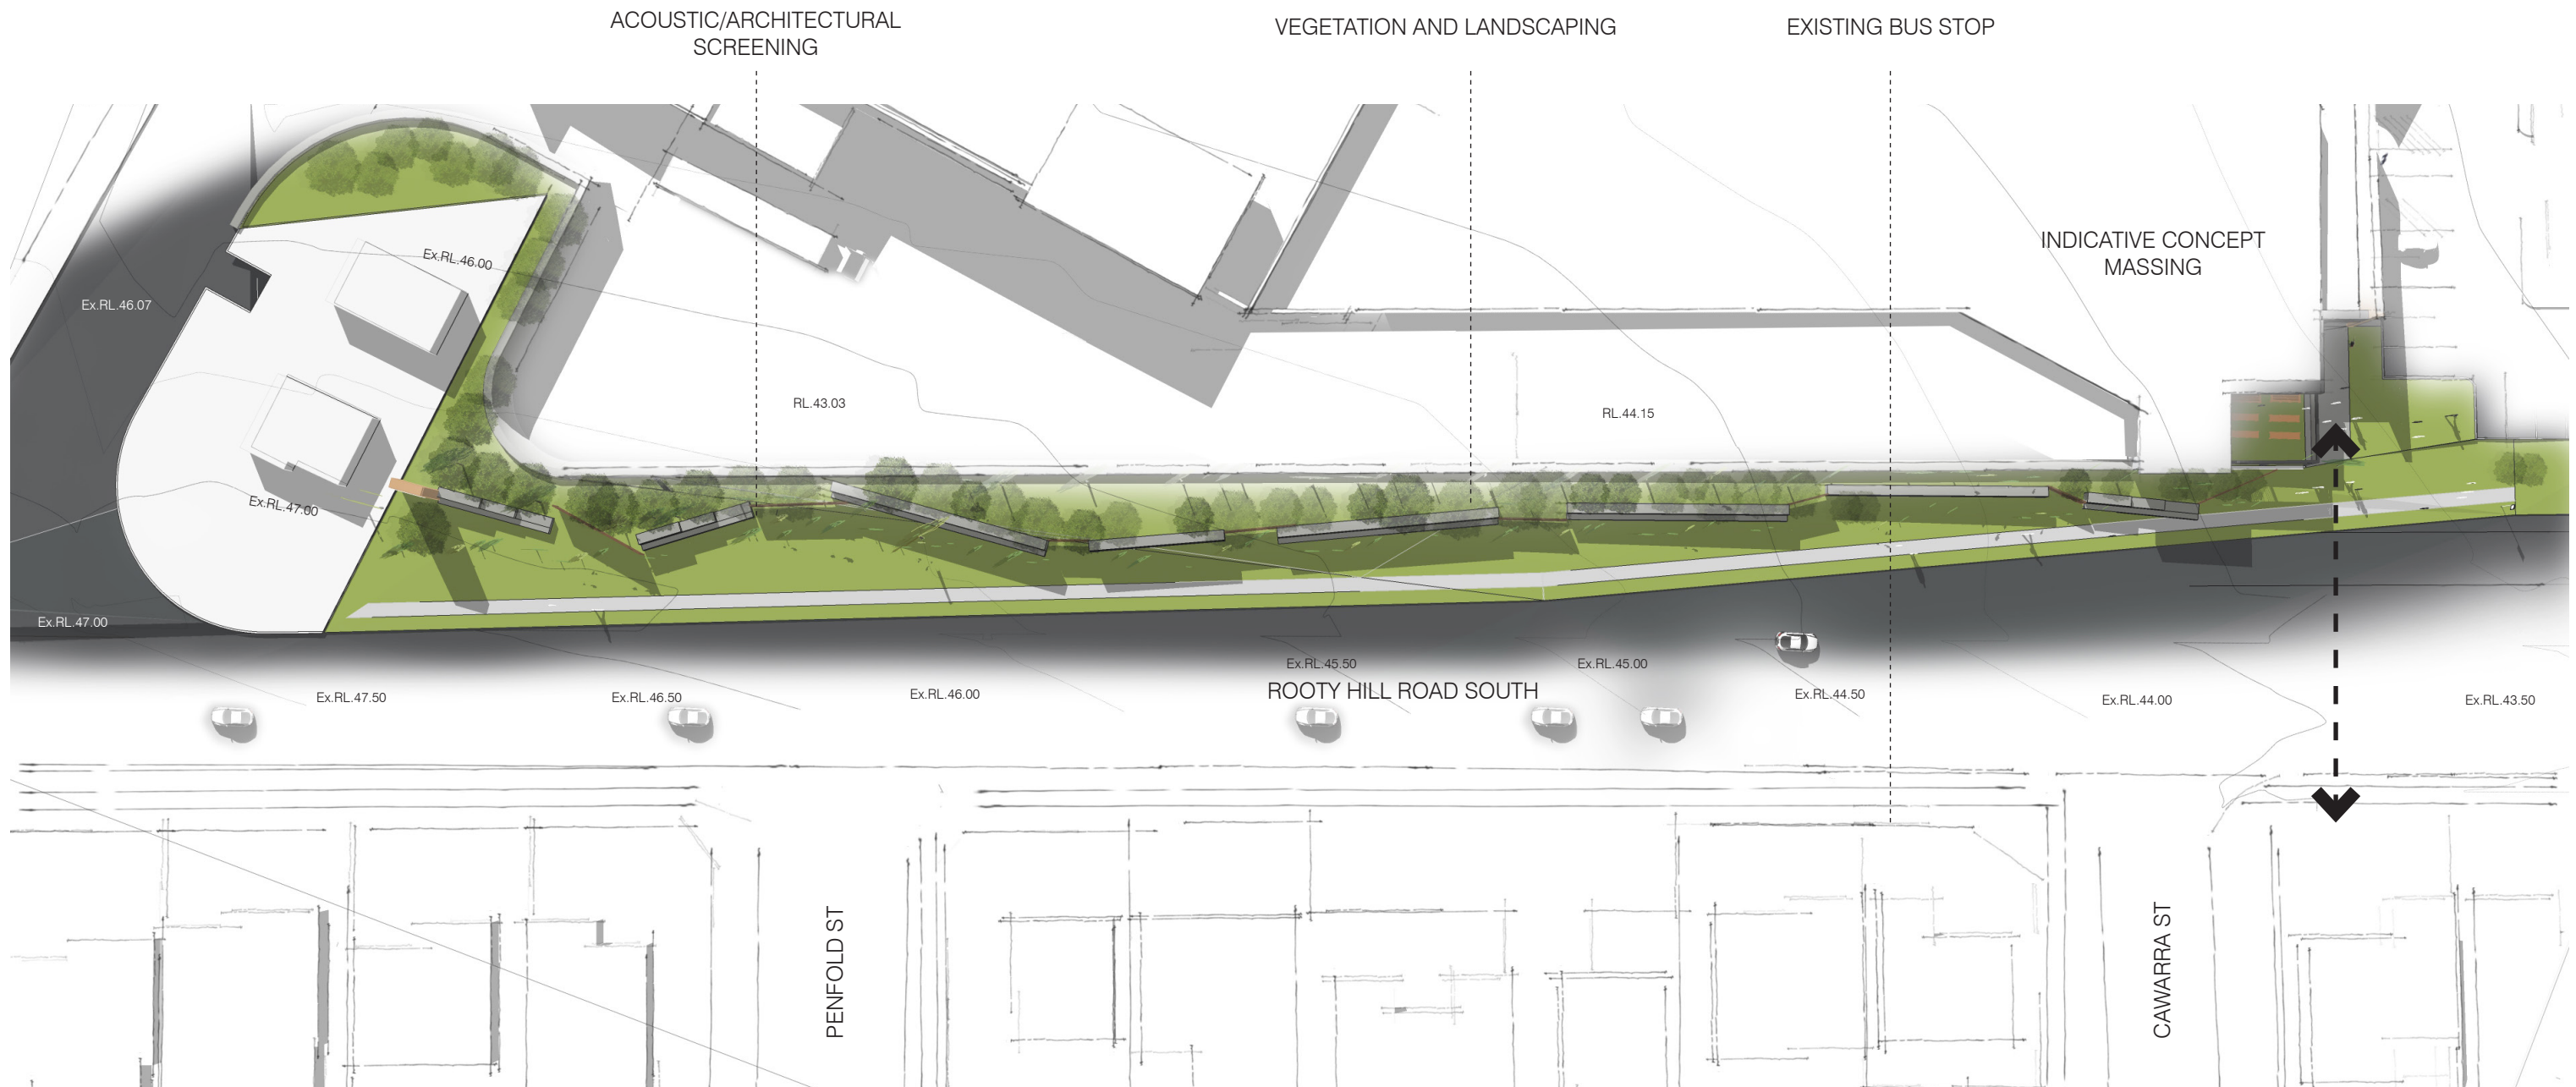 ACOUSTIC/ARCHITECTURAL
SCREENING
VEGETATION AND LANDSCAPING
EXISTING BUS STOP
INDICATIVE CONCEPT
MASSING
Ex.RL.46.00
Ex.RL.46.07
RL.43.03
RL.44.15
Ex.RL.47.00
Ex.RL.47.00
Ex.RL.45.50
Ex.RL.45.00
Ex.RL.47.50
Ex.RL.46.50
Ex.RL.46.00
ROOTY HILL ROAD SOUTH
Ex.RL.44.50
Ex.RL.44.00
Ex.RL.43.50
PENFOLD ST
CAWARRA ST